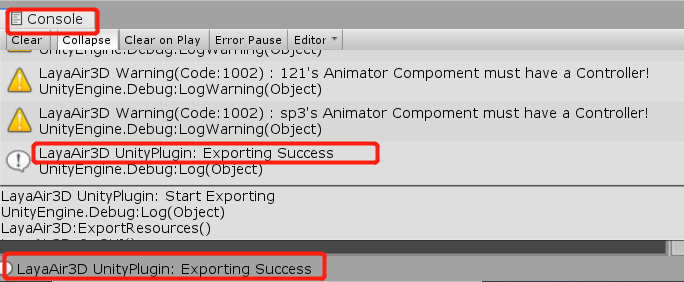 Console
Clear Collapse Clear on Play Error Pause Editor
UnityEngine.Debug:LogWarning(Object)
LayaAir3D Warning(Code:1002) : 121's Animator Compoment must have a Controller!
UnityEngine.Debug:LogWarning(Object)
LayaAir3D Warning(Code:1002) : sp3's Animator Compoment must have a Controller!
UnityEngine.Debug:LogWarning(Object)
LayaAir3D UnityPlugin: Exporting Success
UnityEngine.Debug:Log(Object)
LayaAir3D UnityPlugin: Start Exporting
UnityEngine.Debug:Log(Object)
LayaAir3D:ExportResources()
LayaAir3D UnityPlugin: Exporting Success